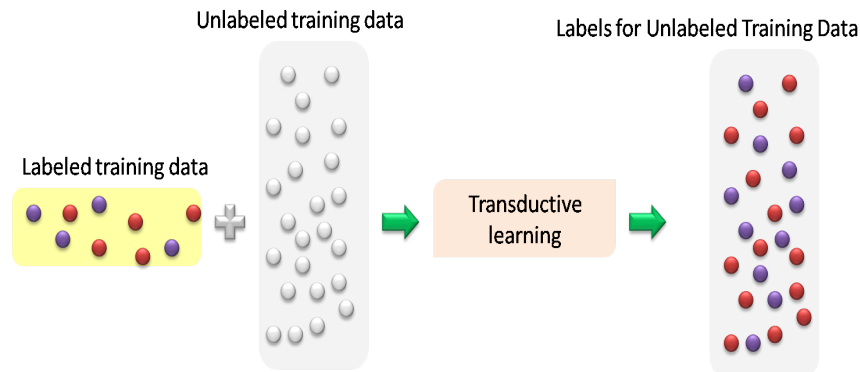 Unlabeled training data
Labels for Unlabeled Training Data
Labeled training data
Transductive
learning